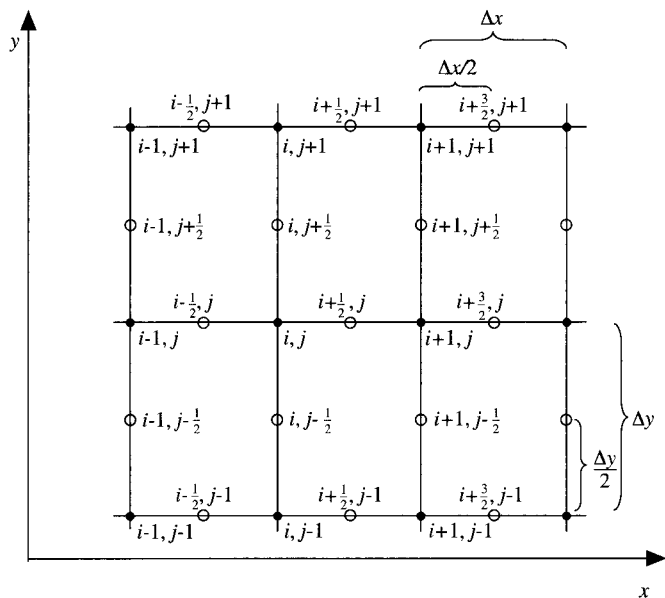 y
Δx
Δx/2
i-½, j+1 i+½, j+1 i+3/2, j+1
i-1, j+1 i, j+1 i+1, j+1
i-1, j+½ i, j+½ i+1, j+½
i-½, j i+½, j i+3/2, j
i-1, j i, j i+1, j
i-1, j-½ i, j-½ i+1, j-½
Δy
Δy/2
i-½, j-1 i+½, j-1 i+3/2, j-1
i-1, j-1 i, j-1 i+1, j-1
x